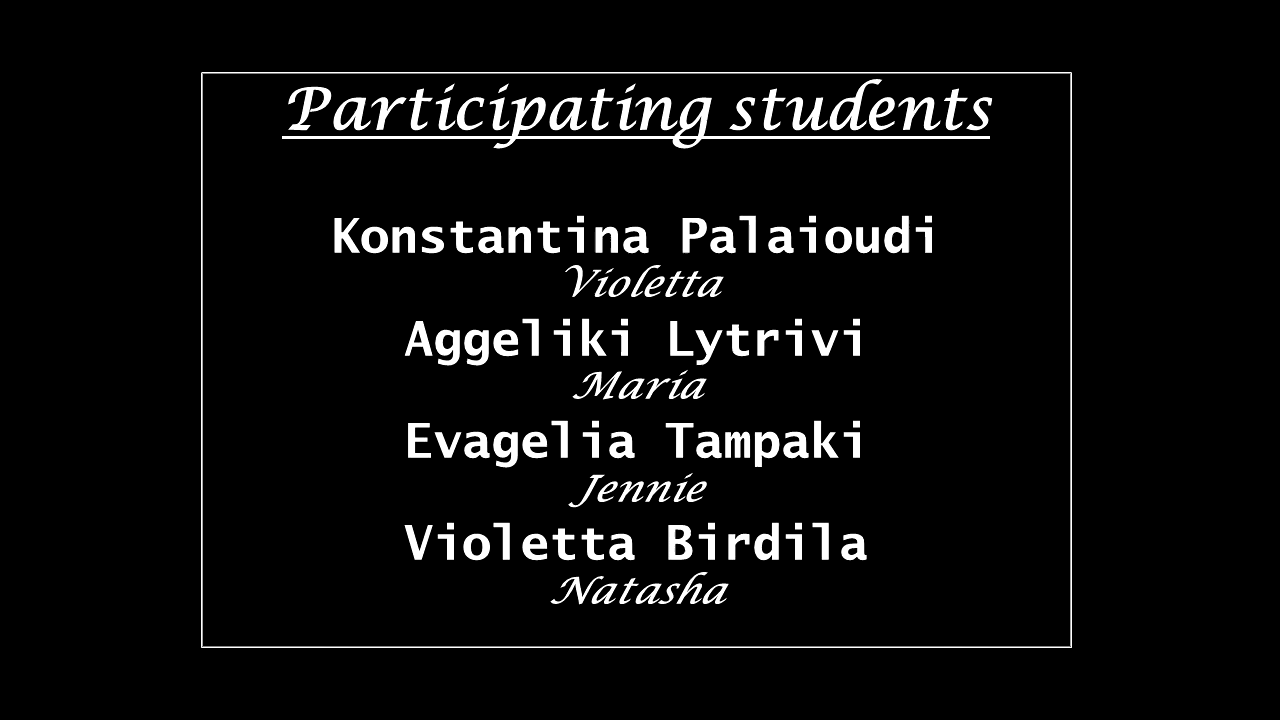 Participating students
Konstantina Palaioudi
Violetta
Aggeliki Lytrivi
Maria
Evagelia Tampaki
Jennie
Violetta Birdila
Natasha